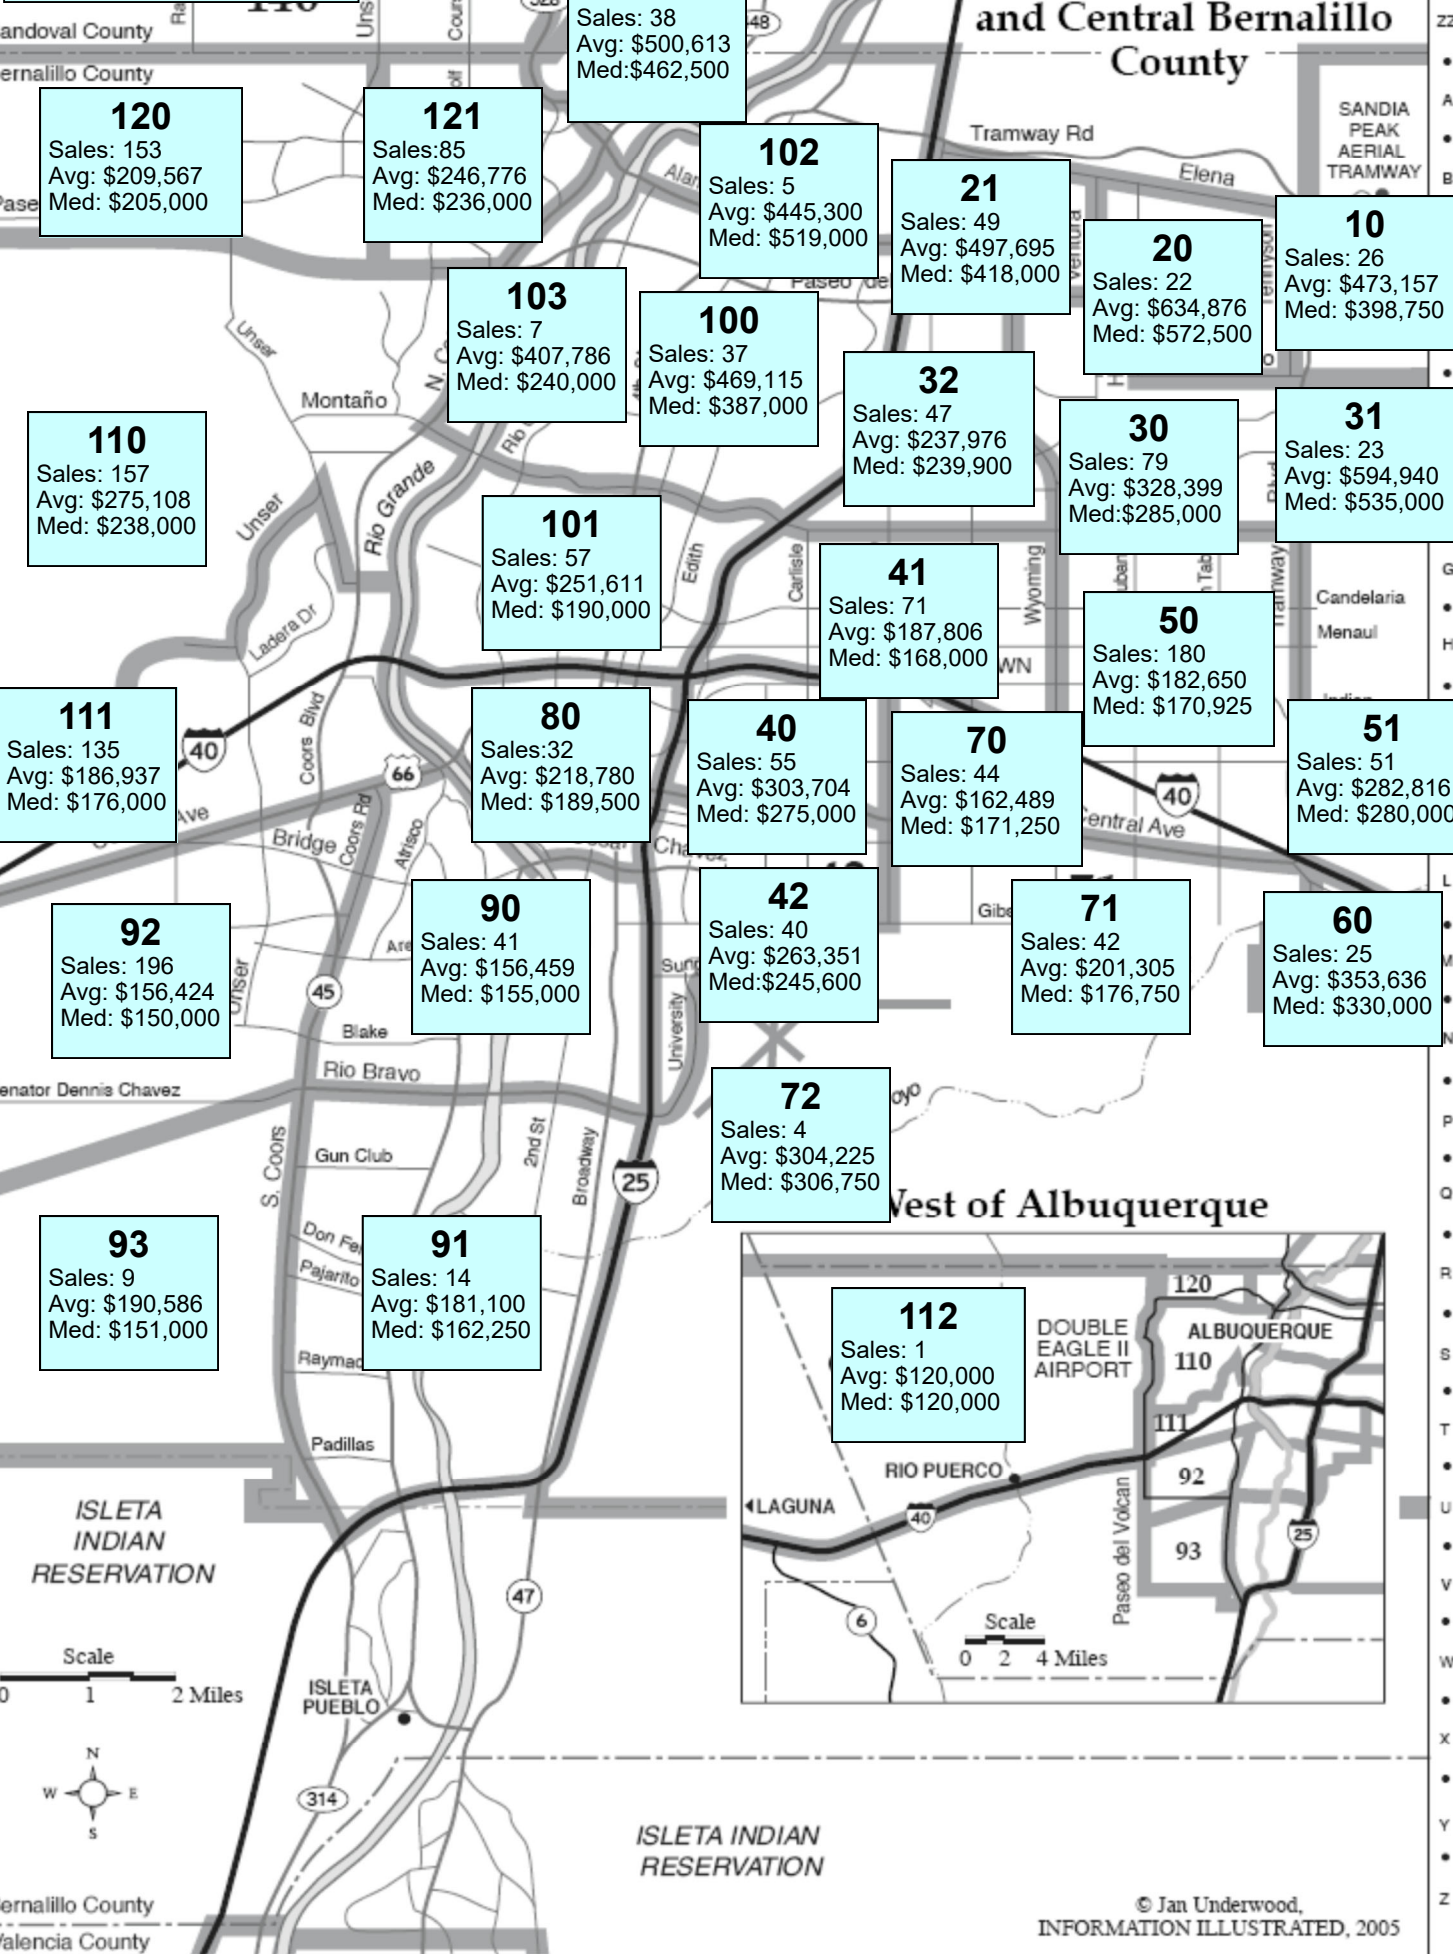 and Central Bernalillo
County
Sales: 38
Avg: $500,613
Med:$462,500
SANDIA
PEAK
AERIAL
TRAMWAY
Tramway Rd
Elena
120
Sales: 153
Avg: $209,567
Med: $205,000
121
Sales:85
Avg: $246,776
Med: $236,000
102
Sales: 5
Avg: $445,300
Med: $519,000
21
Sales: 49
Avg: $497,695
Med: $418,000
20
Sales: 22
Avg: $634,876
Med: $572,500
10
Sales: 26
Avg: $473,157
Med: $398,750
103
Sales: 7
Avg: $407,786
Med: $240,000
100
Sales: 37
Avg: $469,115
Med: $387,000
32
Sales: 47
Avg: $237,976
Med: $239,900
30
Sales: 79
Avg: $328,399
Med:$285,000
31
Sales: 23
Avg: $594,940
Med: $535,000
Unser
Montaño
110
Sales: 157
Avg: $275,108
Med: $238,000
Unser
Rio Grande
101
Sales: 57
Avg: $251,611
Med: $190,000
Edith
Carlisle
41
Sales: 71
Avg: $187,806
Med: $168,000
Wyoming
50
Sales: 180
Avg: $182,650
Med: $170,925
Tramway
Candelaria
Menaul
Ladera Dr
111
Sales: 135
Avg: $186,937
Med: $176,000
40
Coors Blvd
66
80
Sales:32
Avg: $218,780
Med: $189,500
40
Sales: 55
Avg: $303,704
Med: $275,000
70
Sales: 44
Avg: $162,489
Med: $171,250
40
51
Sales: 51
Avg: $282,816
Med: $280,000
Ave
Bridge
Coors Rd
Atrisco
Central Ave
92
Sales: 196
Avg: $156,424
Med: $150,000
Unser
45
90
Sales: 41
Avg: $156,459
Med: $155,000
42
Sales: 40
Avg: $263,351
Med:$245,600
71
Sales: 42
Avg: $201,305
Med: $176,750
60
Sales: 25
Avg: $353,636
Med: $330,000
University
Blake
Rio Bravo
Senator Dennis Chavez
72
Sales: 4
Avg: $304,225
Med: $306,750
S. Coors
Gun Club
2nd St
Broadway
25
93
Sales: 9
Avg: $190,586
Med: $151,000
Pajarito
91
Sales: 14
Avg: $181,100
Med: $162,250
Padillas
West of Albuquerque
120
112
Sales: 1
Avg: $120,000
Med: $120,000
DOUBLE
EAGLE II
AIRPORT
ALBUQUERQUE
110
111
92
93
RIO PUERCO
LAGUNA
40
25
6
Paseo del Volcan
Scale
0 2 4 Miles
ISLETA
INDIAN
RESERVATION
47
Scale
0 1 2 Miles
ISLETA
PUEBLO
N
W E
S
314
ISLETA INDIAN
RESERVATION
Bernalillo County
Valencia County
© Jan Underwood,
INFORMATION ILLUSTRATED, 2005